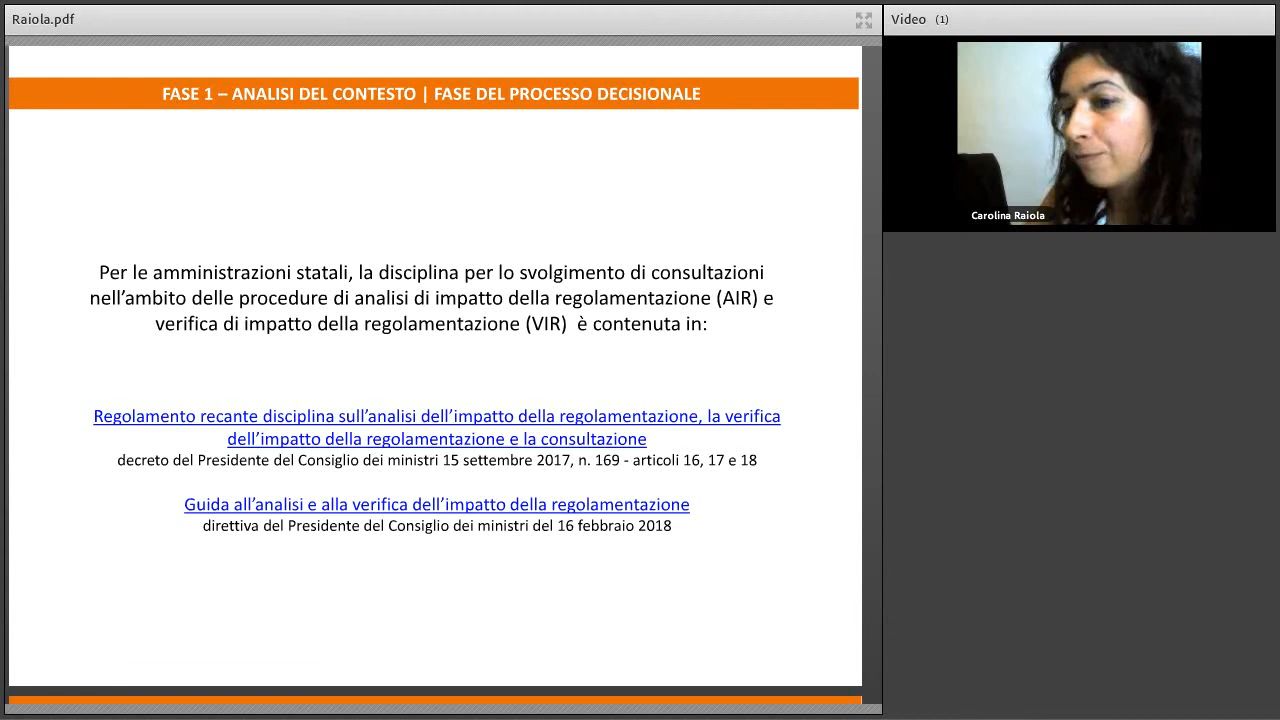 Raiola.pdf
FASE 1 – ANALISI DEL CONTESTO | FASE DEL PROCESSO DECISIONALE
Per le amministrazioni statali, la disciplina per lo svolgimento di consultazioni
nell’ambito delle procedure di analisi di impatto della regolamentazione (AIR) e
verifica di impatto della regolamentazione (VIR) è contenuta in:
Regolamento recante disciplina sull’analisi dell’impatto della regolamentazione, la verifica
dell’impatto della regolamentazione e la consultazione
decreto del Presidente del Consiglio dei ministri 15 settembre 2017, n. 169 - articoli 16, 17 e 18
Guida all’analisi e alla verifica dell’impatto della regolamentazione
direttiva del Presidente del Consiglio dei ministri del 16 febbraio 2018
Video (1)
Carolina Raiola